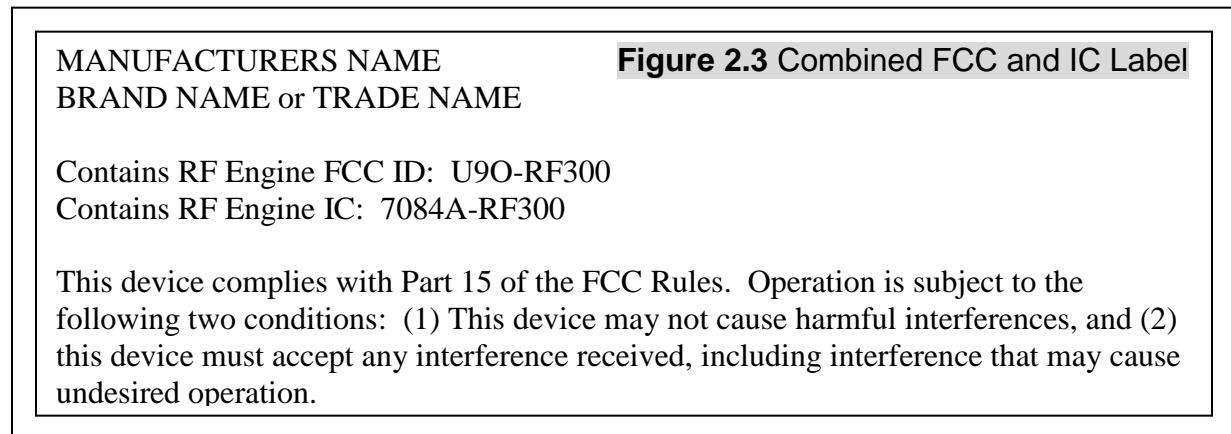 MANUFACTURERS NAME
Figure 2.3 Combined FCC and IC Label
BRAND NAME or TRADE NAME
Contains RF Engine FCC ID:  U9O-RF300
Contains RF Engine IC:  7084A-RF300
This device complies with Part 15 of the FCC Rules.  Operation is subject to the
following two conditions:  (1) This device may not cause harmful interferences, and (2)
this device must accept any interference received, including interference that may cause
undesired operation.